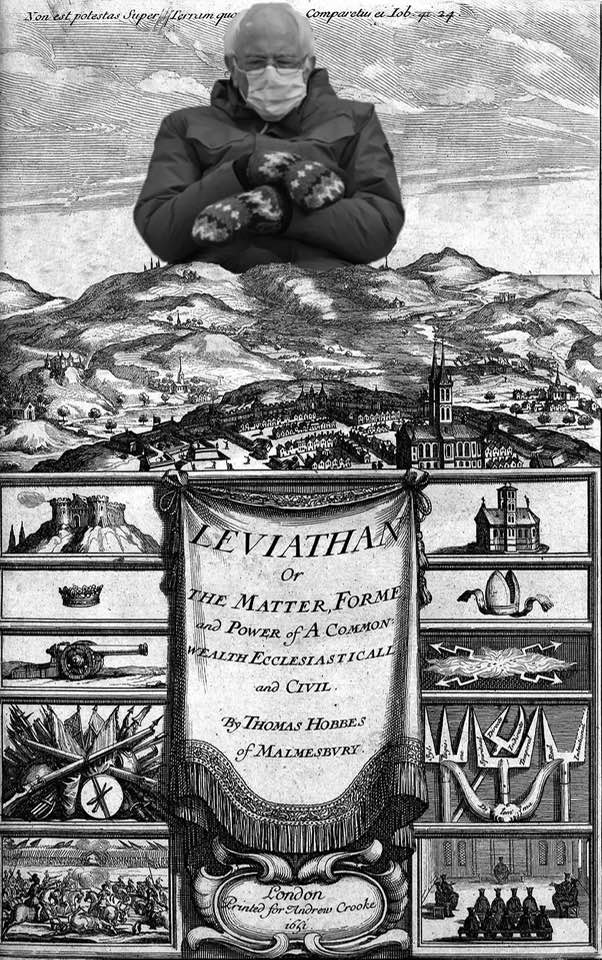 Non est potestas Super Terram quæ Comparetur ei Iob. 41. 24
LEVIATHAN
Or
THE MATTER, FORME
and POWER of A COMMON-
WEALTH ECCLESIASTICALL
and CIVIL.
By THOMAS HOBBES
of MALMESBVRY.
London
Printed for Andrew Crooke
1651